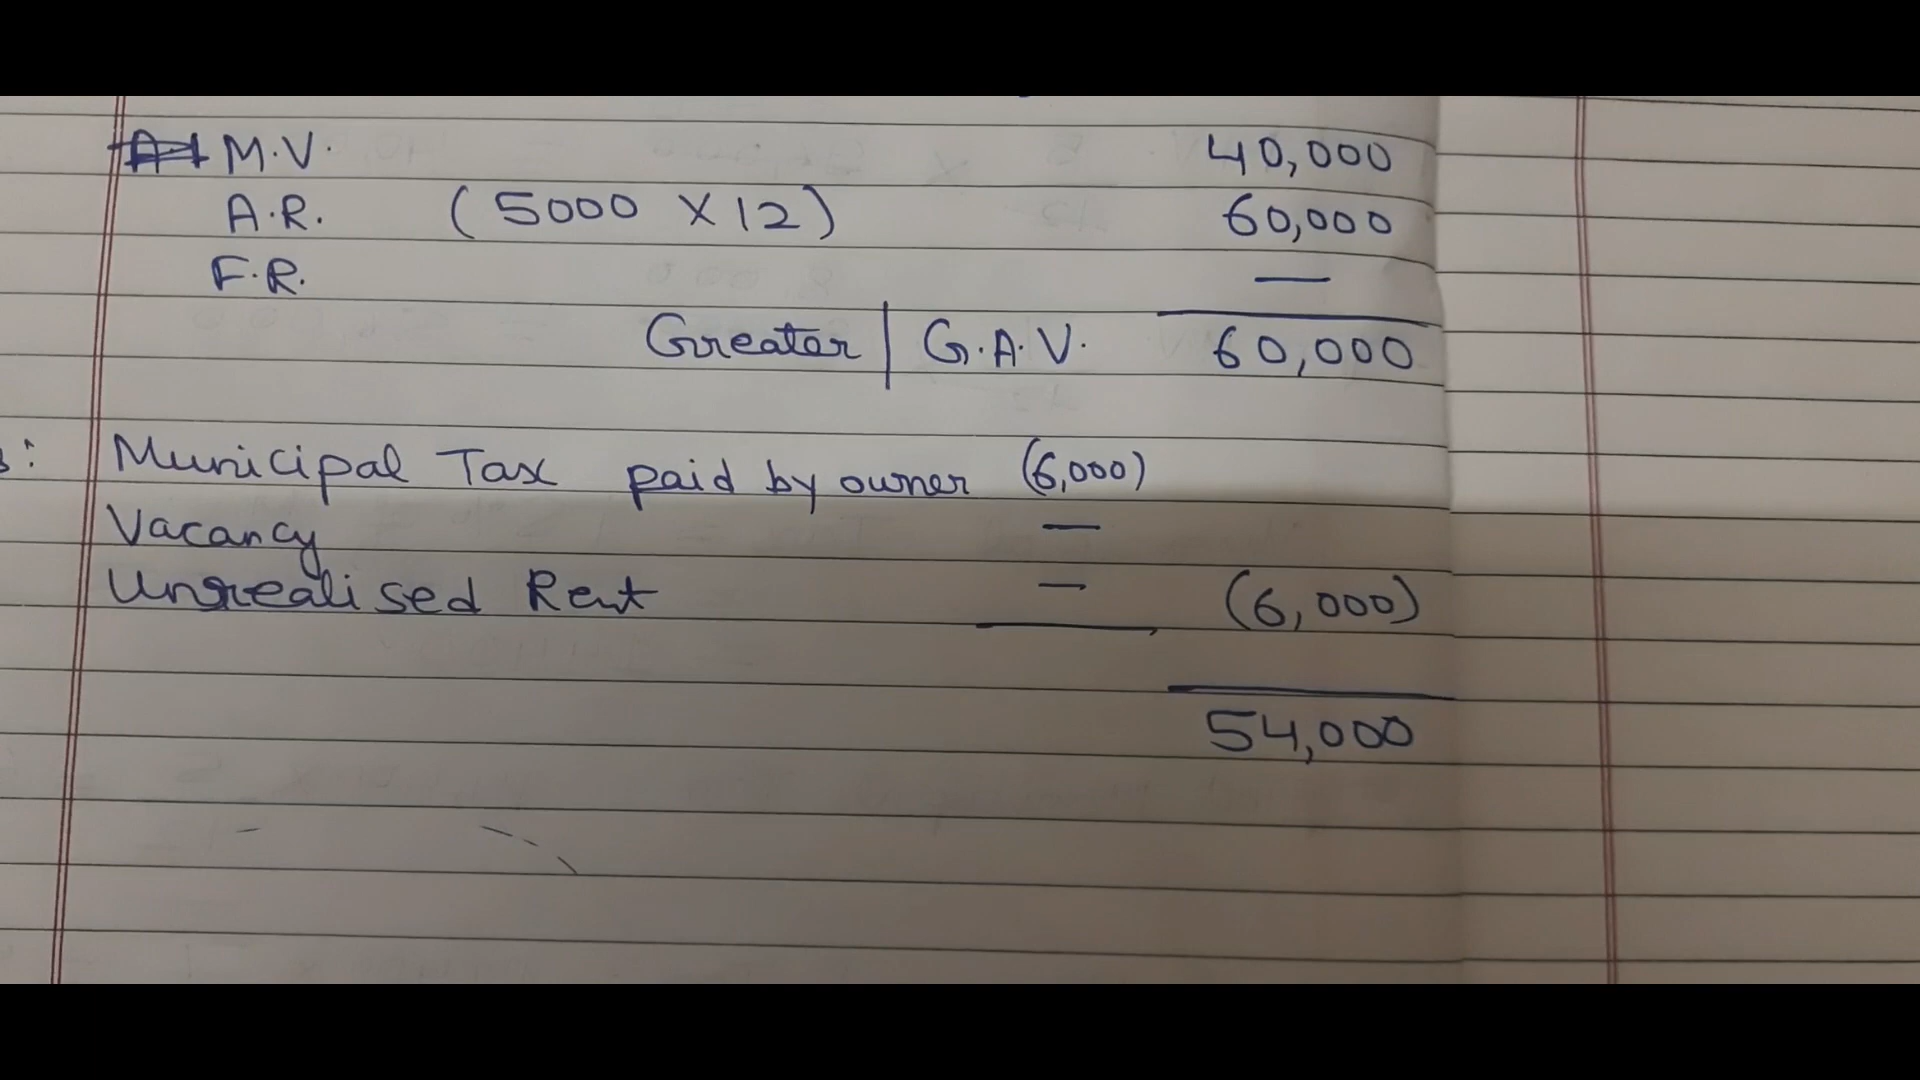 M.V. 40,000
A.R. (5000 X 12) 60,000
F.R. —
Greater | G.A.V. 60,000
Municipal Tax paid by owner (6,000)
Vacancy —
Unrealised Rent — (6,000)
54,000